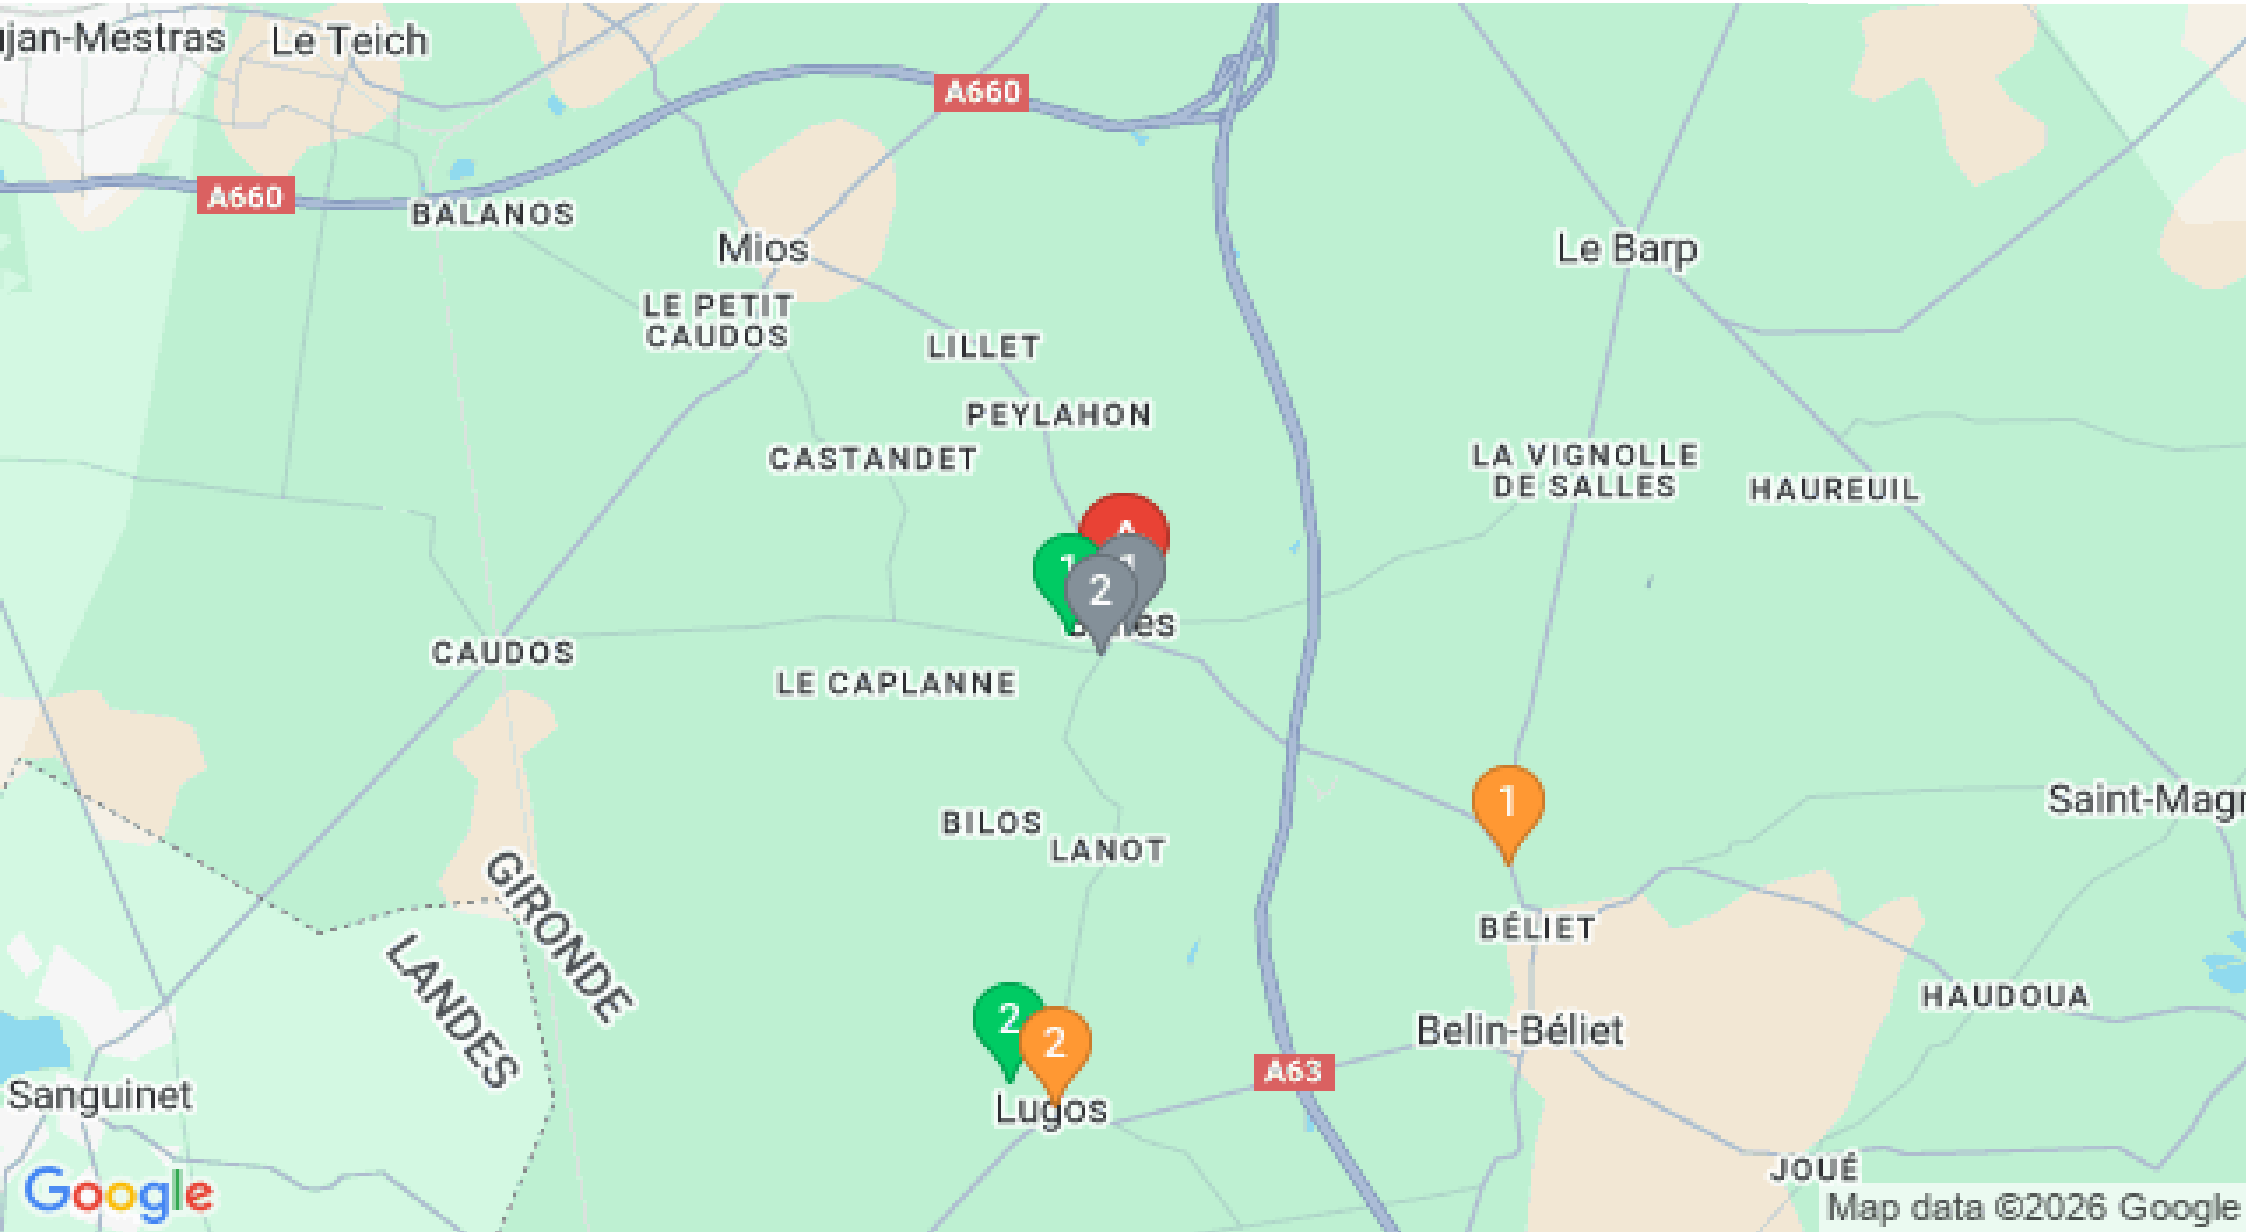 jan-Mestras
Le Teich
A660
A660
BALANOS
Mios
Le Barp
LE PETIT
CAUDOS
LILLET
PEYLAHON
CASTANDET
LA VIGNOLLE
DE SALLES
HAUREUIL
1
1
2
CAUDOS
LE CAPLANNE
1
Saint-Magn
BILOS
LANOT
GIRONDE
LANDES
BÉLIET
HAUDOUA
2
2
Belin-Béliet
A63
Sanguinet
Lugos
JOUÉ
Google
Map data ©2026 Google